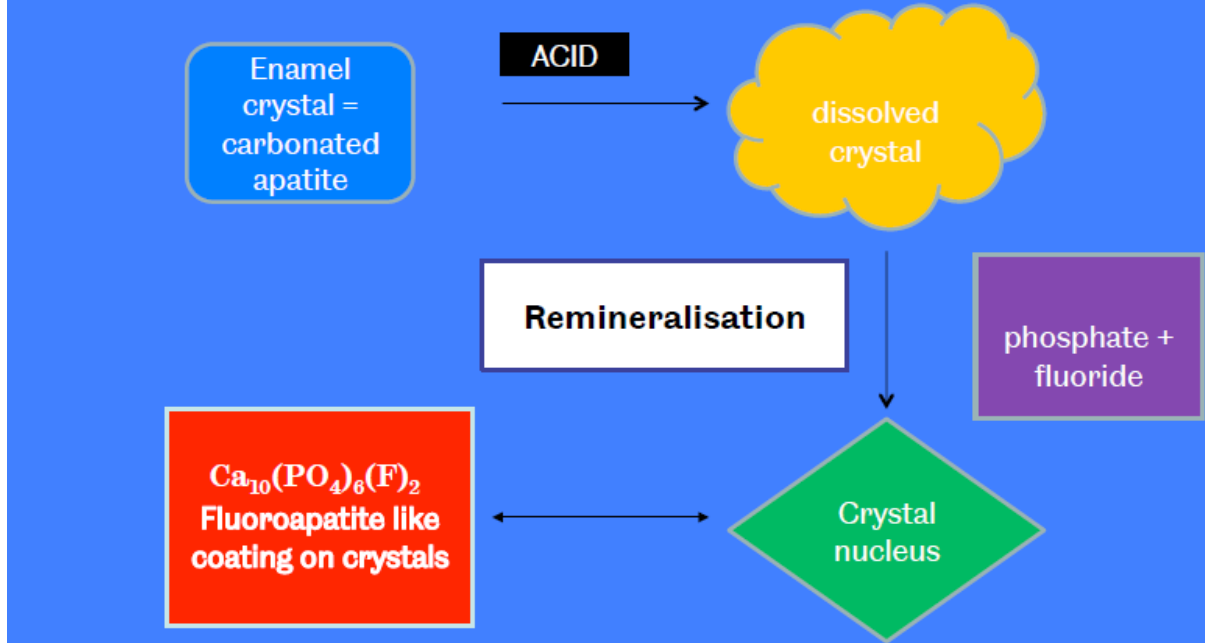 Enamel
crystal =
carbonated
apatite
ACID
dissolved
crystal
Remineralisation
phosphate +
fluoride
Ca₁₀(PO₄)₆(F)₂
Fluoroapatite like
coating on crystals
Crystal
nucleus